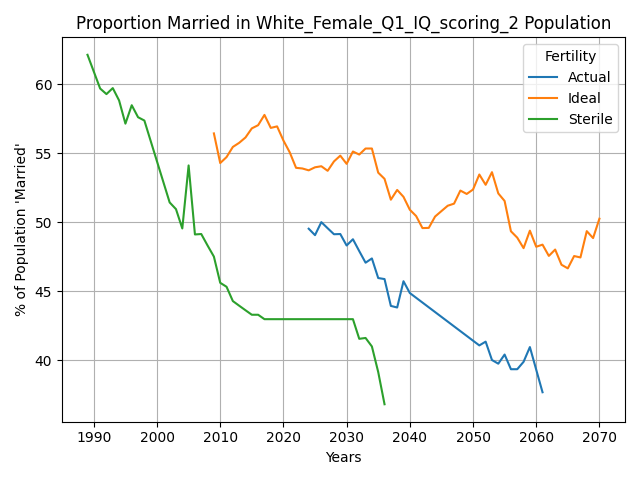 Proportion Married in White_Female_Q1_IQ_scoring_2 Population
Fertility
Actual
Ideal
Sterile
% of Population 'Married'
60
55
50
45
40
1990 2000 2010 2020 2030 2040 2050 2060 2070
Years